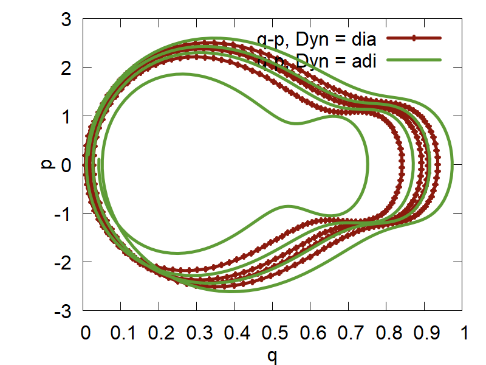 3
q-p, Dyn = dia
q-p, Dyn = adi
2
1
p
0
-1
-2
-3
0 0.1 0.2 0.3 0.4 0.5 0.6 0.7 0.8 0.9 1
q